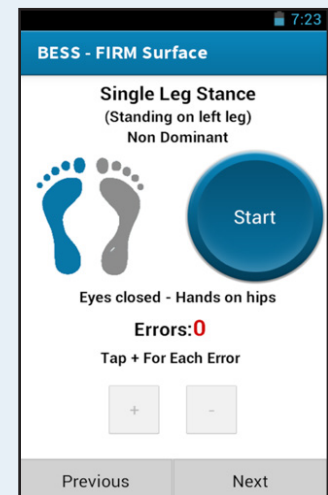 7:23
BESS - FIRM Surface
Single Leg Stance
(Standing on left leg)
Non Dominant
Start
Eyes closed - Hands on hips
Errors:0
Tap + For Each Error
+ -
Previous Next